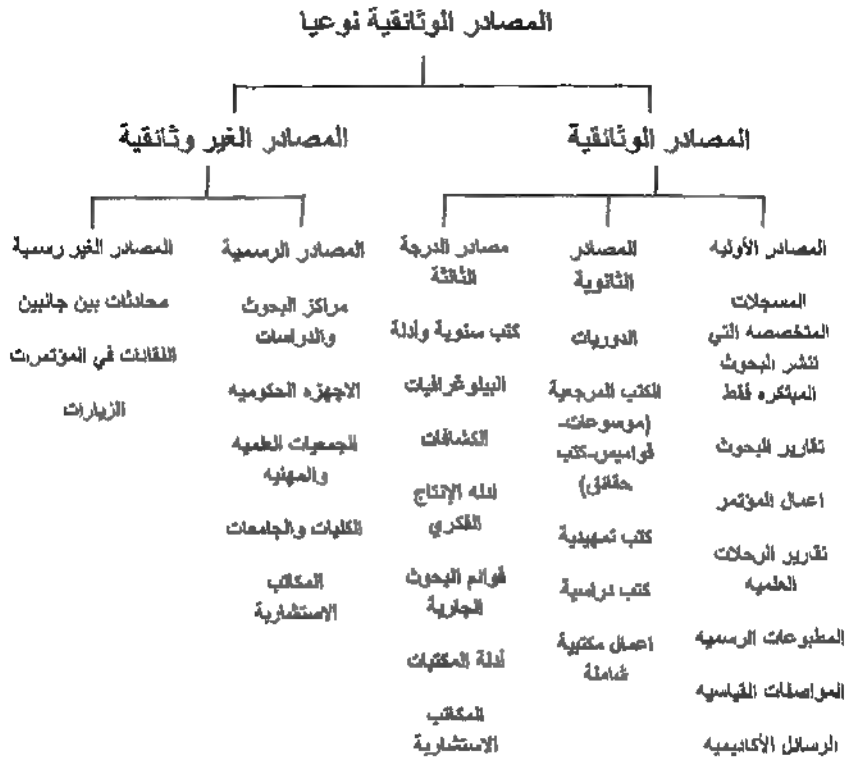 المصادر الوثائقية نوعيا
المصادر الوثائقية
المصادر الغير وثائقية
المصادر الأوليه
المسجلات
المتخصصه التي
تنشر البحوث
المبتكره فقط
تقارير البحوث
اعمال المؤتمر
تقارير الرحلات
العلميه
المطبوعات الرسميه
المواصفات القياسيه
الرسائل الأكاديميه
المصادر
الثانوية
الدوريات
الكتب المرجعية
(موسوعات-
قواميس-كتب
حقائق)
كتب تمهيدية
كتب دراسية
اعمال مكتبية
شاملة
مصادر الدرجة
الثالثة
كتب سنوية وأدلة
البيلوغرافيات
الكشافات
ادله الإنتاج
الفكري
قوائم البحوث
الجارية
أدلة المكتبات
المكاتب
الاستشارية
المصادر الرسمية
مراكز البحوث
والدراسات
الاجهزه الحكوميه
الجمعيات العلميه
والمهنيه
الكليات والجامعات
المكاتب
الاستشارية
المصادر الغير رسمية
محادثات بين جانبين
اللقائات في المؤتمرات
الزيارات